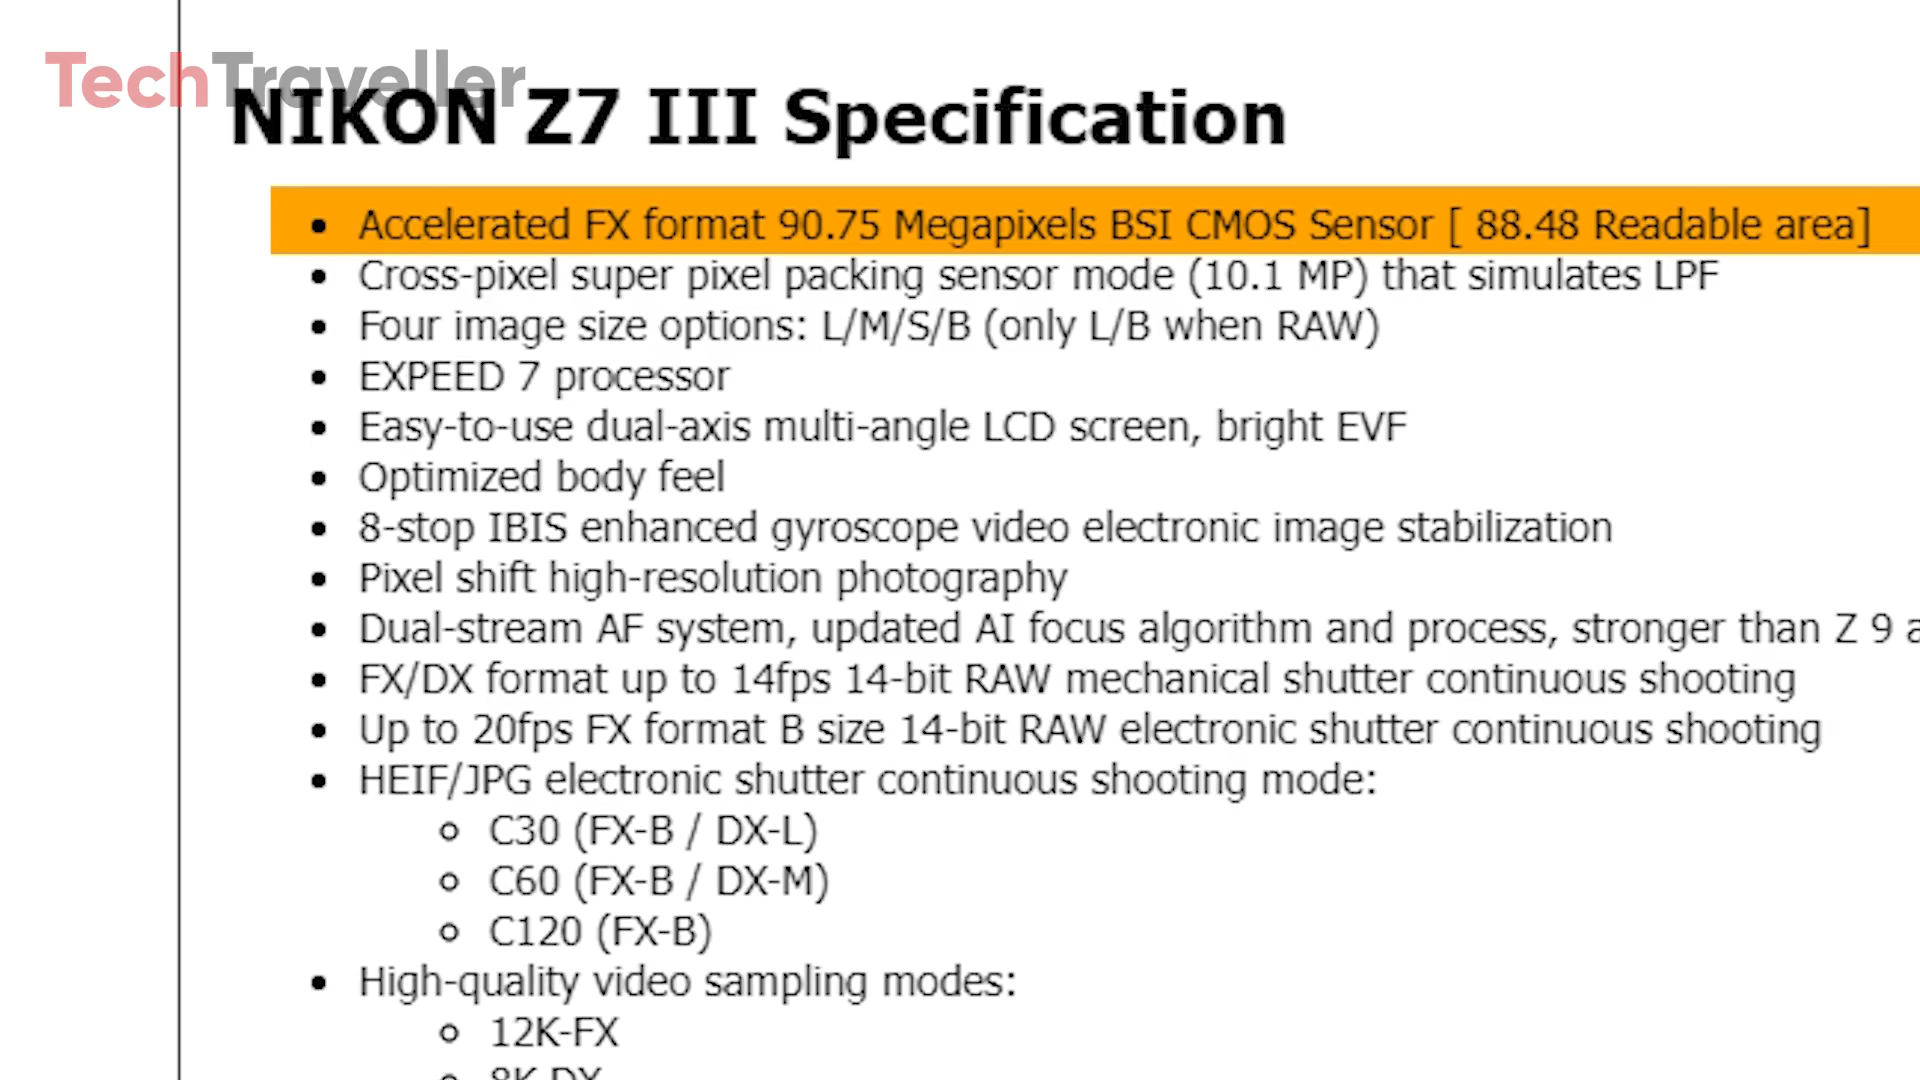 TechTraveller
NIKON Z7 III Specification
Accelerated FX format 90.75 Megapixels BSI CMOS Sensor [ 88.48 Readable area]
Cross-pixel super pixel packing sensor mode (10.1 MP) that simulates LPF
Four image size options: L/M/S/B (only L/B when RAW)
EXPEED 7 processor
Easy-to-use dual-axis multi-angle LCD screen, bright EVF
Optimized body feel
8-stop IBIS enhanced gyroscope video electronic image stabilization
Pixel shift high-resolution photography
Dual-stream AF system, updated AI focus algorithm and process, stronger than Z 9
FX/DX format up to 14fps 14-bit RAW mechanical shutter continuous shooting
Up to 20fps FX format B size 14-bit RAW electronic shutter continuous shooting
HEIF/JPG electronic shutter continuous shooting mode:
C30 (FX-B / DX-L)
C60 (FX-B / DX-M)
C120 (FX-B)
High-quality video sampling modes:
12K-FX
8K-DX